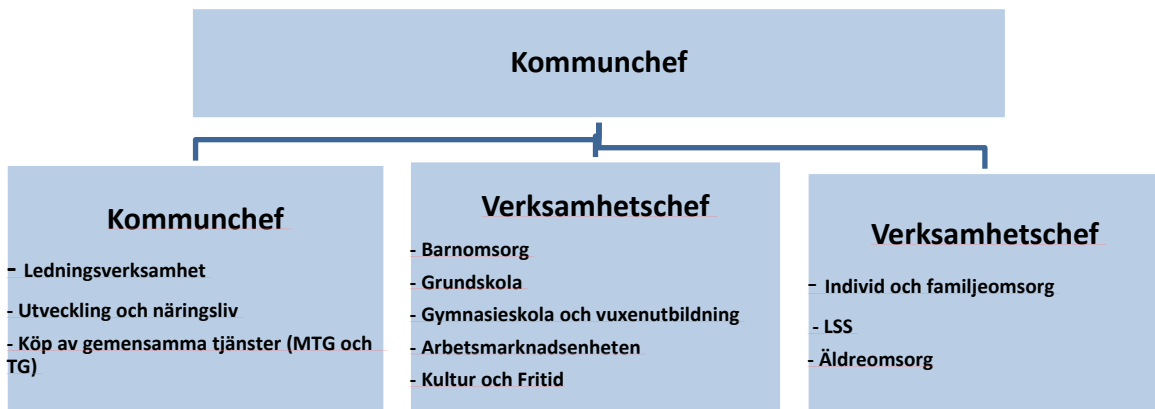 Kommunchef
Kommunchef
- Ledningsverksamhet
- Utveckling och näringsliv
- Köp av gemensamma tjänster (MTG och
TG)
Verksamhetschef
- Barnomsorg
- Grundskola
- Gymnasieskola och vuxenutbildning
- Arbetsmarknadsenheten
- Kultur och Fritid
Verksamhetschef
- Individ och familjeomsorg
- LSS
- Äldreomsorg